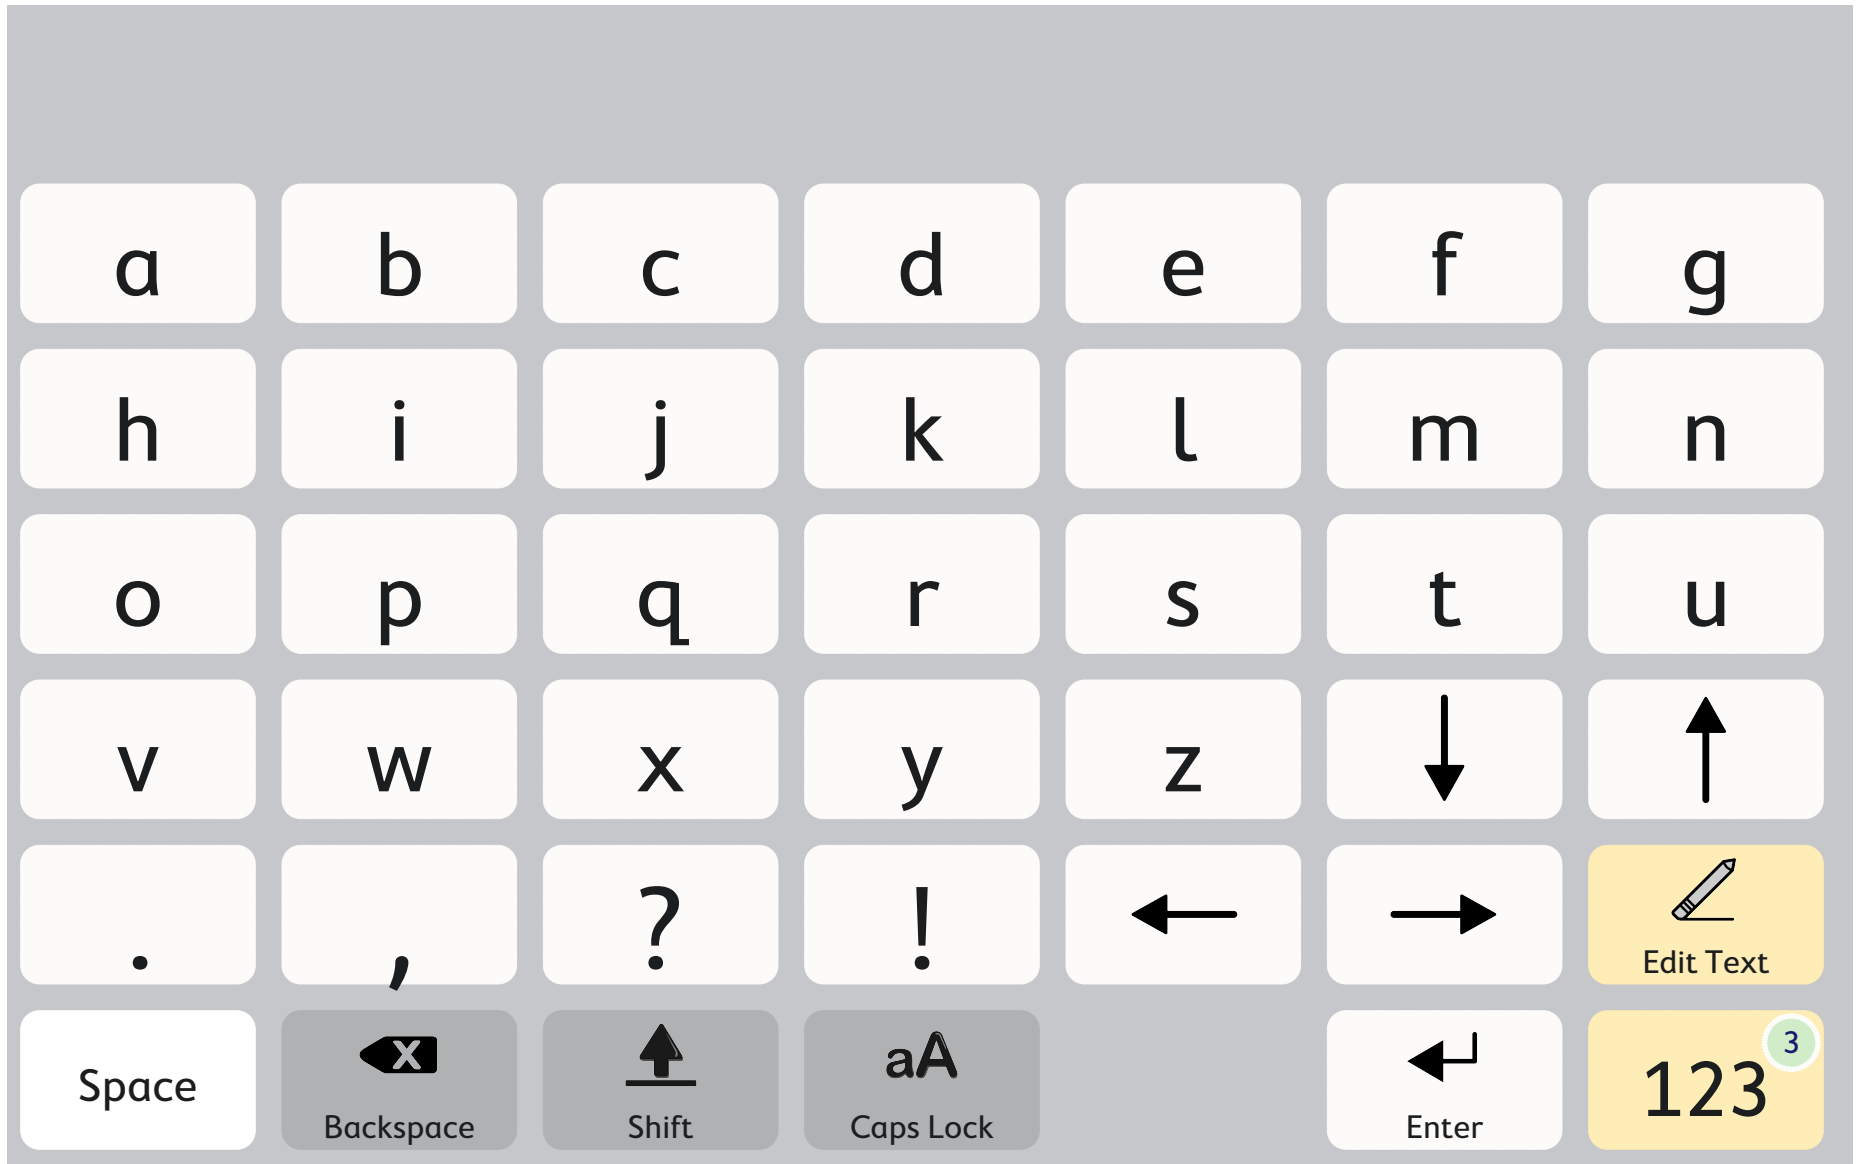 a b c d e f g
h i j k l m n
o p q r s t u
v w x y z
. , ? !
Edit Text
Space
Backspace
Shift
aA
Caps Lock
Enter
123
3